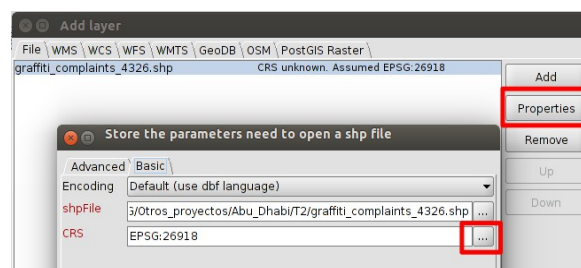 Add layer
File WMS WCS WFS WMTS GeoDB OSM PostGIS Raster
graffiti_complaints_4326.shp CRS unknown. Assumed EPSG:26918
Add
Properties
Remove
Up
Down
Store the parameters need to open a shp file
Advanced Basic
Encoding Default (use dbf language)
shpFile 5/Otros_proyectos/Abu_Dhabi/T2/graffiti_complaints_4326.shp ...
CRS EPSG:26918 ...